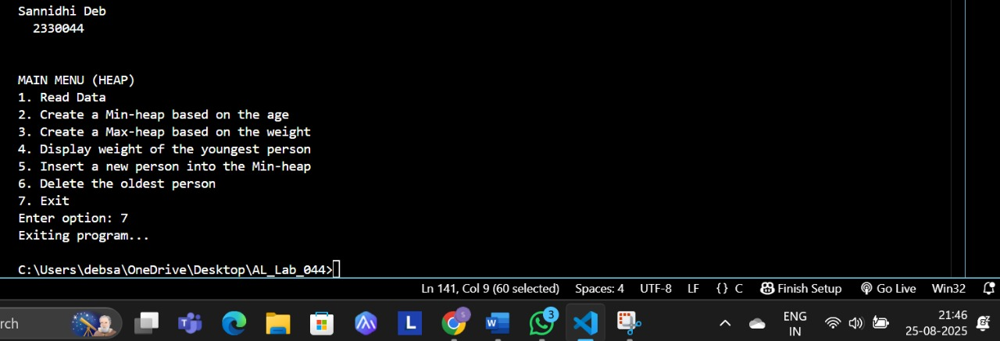 Sannidhi Deb
2330044
MAIN MENU (HEAP)
1. Read Data
2. Create a Min-heap based on the age
3. Create a Max-heap based on the weight
4. Display weight of the youngest person
5. Insert a new person into the Min-heap
6. Delete the oldest person
7. Exit
Enter option: 7
Exiting program...
C:\Users\debsa\OneDrive\Desktop\AL_Lab_044>
Ln 141, Col 9 (60 selected) Spaces: 4 UTF-8 LF {} C Finish Setup Go Live Win32
rch L W 3 ENG 21:46
IN 25-08-2025